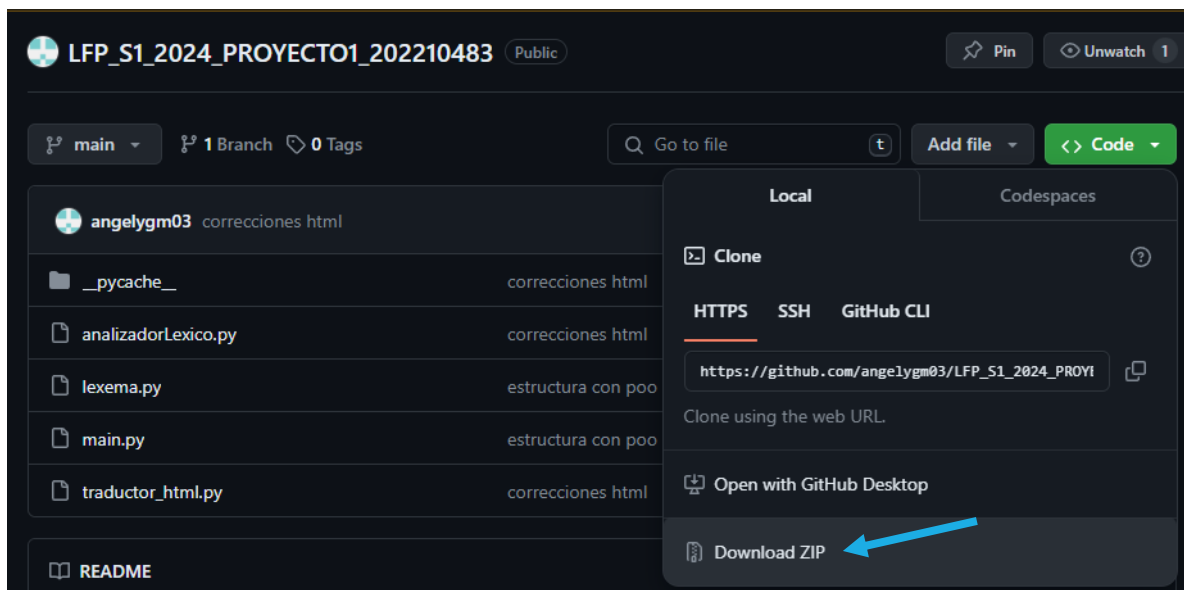 LFP_S1_2024_PROYECTO1_202210483 Public Pin Unwatch 1
main 1 Branch 0 Tags Go to file t Add file <> Code
Local Codespaces
angelygm03 correcciones html
Clone
__pycache__ correcciones html
HTTPS SSH GitHub CLI
analizadorLexico.py correcciones html
https://github.com/angelygm03/LFP_S1_2024_PROYE
lexema.py estructura con poo
Clone using the web URL.
main.py estructura con poo
Open with GitHub Desktop
traductor_html.py correcciones html
Download ZIP
README